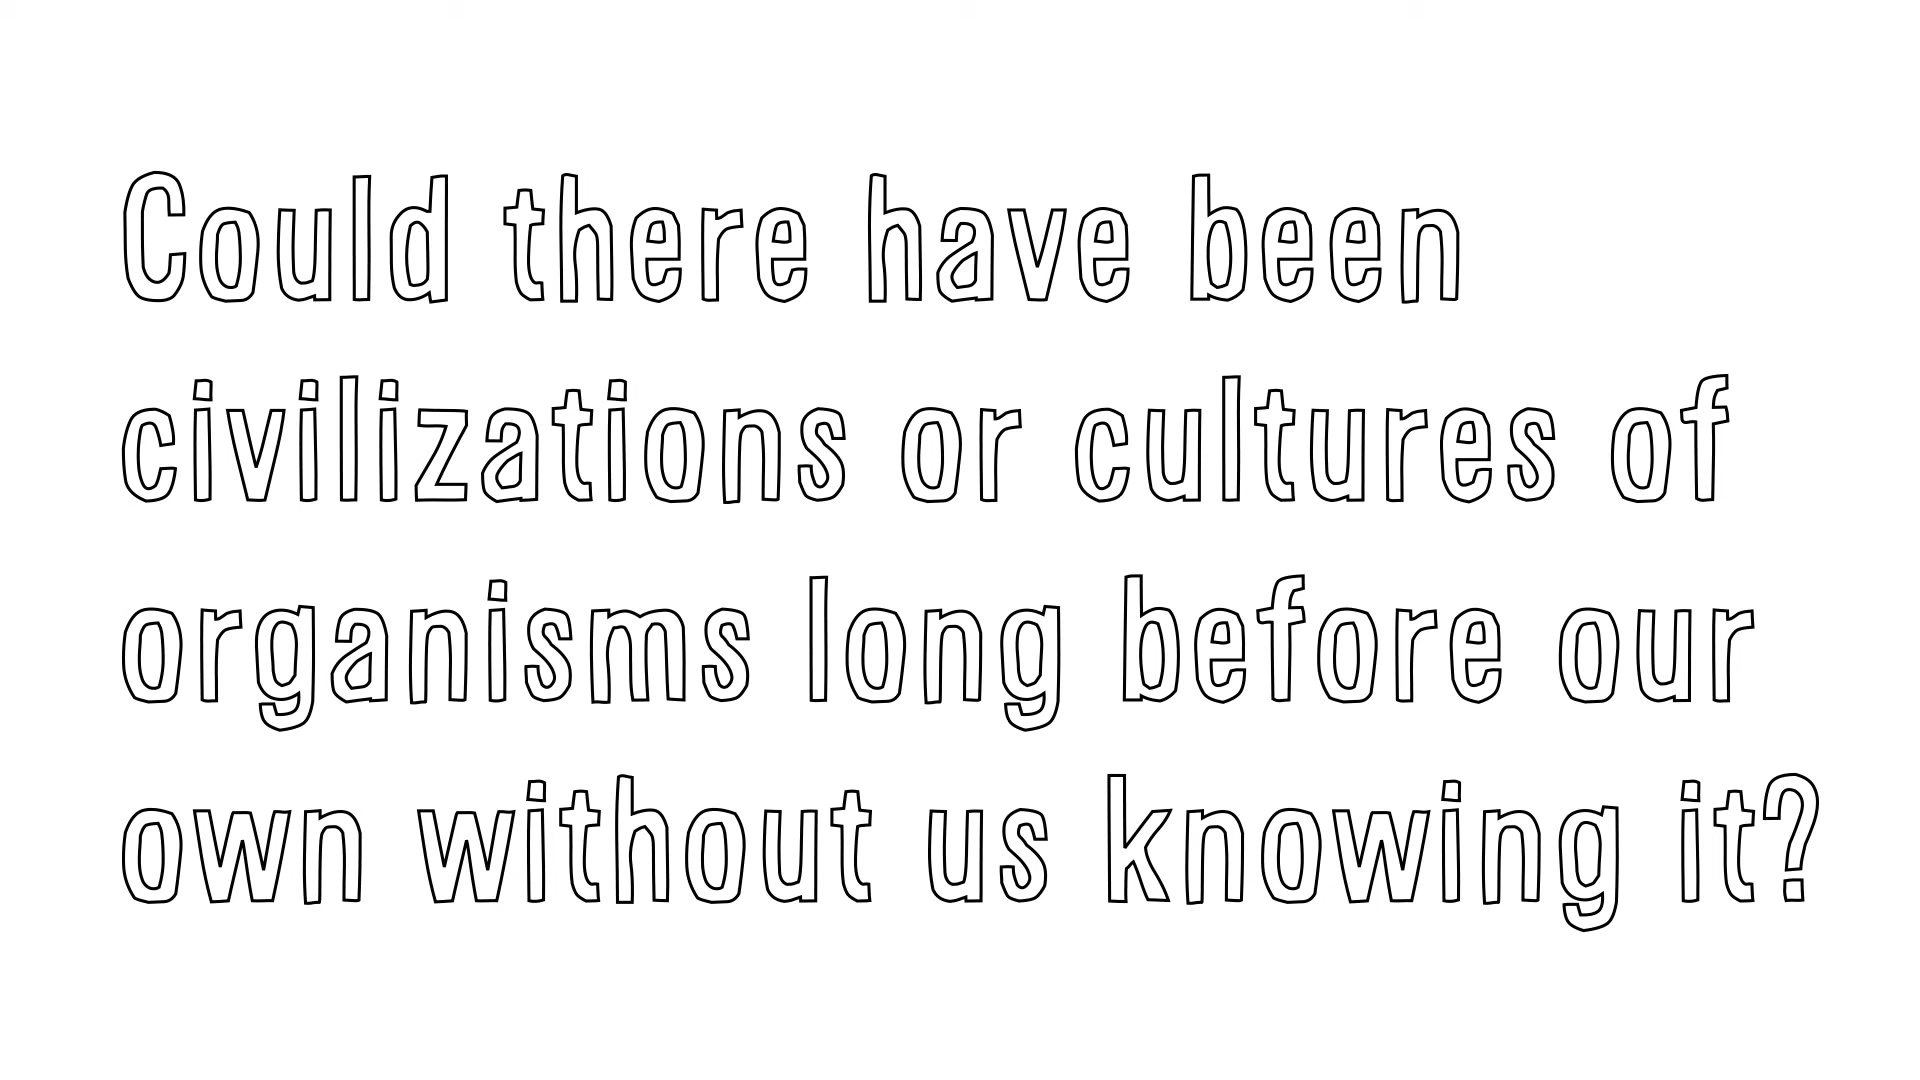 Could there have been
civilizations or cultures of
organisms long before our
own without us knowing it?